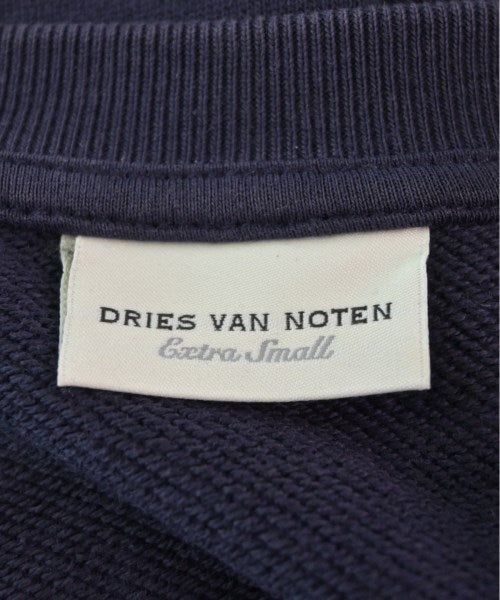 DRIES VAN NOTEN
Extra Small